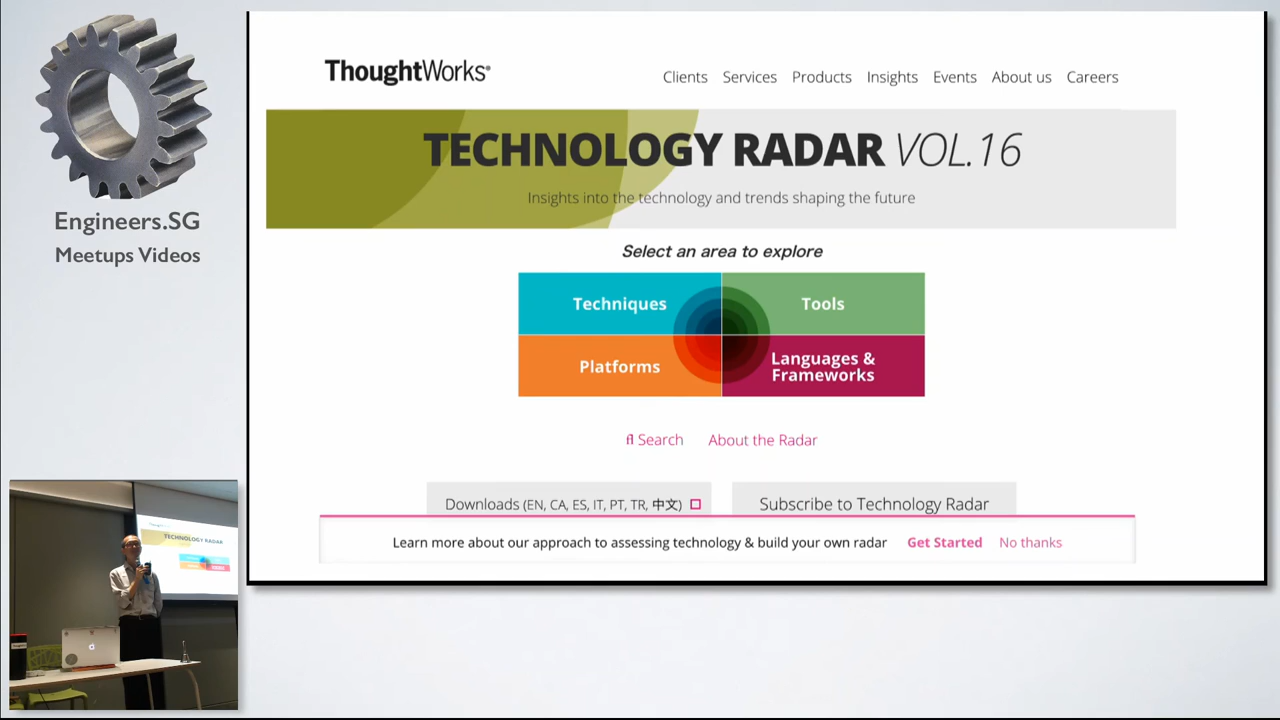 Engineers.SG
Meetups Videos
ThoughtWorks®
Clients Services Products Insights Events About us Careers
TECHNOLOGY RADAR VOL.16
Insights into the technology and trends shaping the future
Select an area to explore
Techniques
Tools
Platforms
Languages &
Frameworks
Search
About the Radar
Downloads (EN, CA, ES, IT, PT, TR, 中文)
Subscribe to Technology Radar
Learn more about our approach to assessing technology & build your own radar Get Started No thanks
ThoughtWorks
TECHNOLOGY RADAR